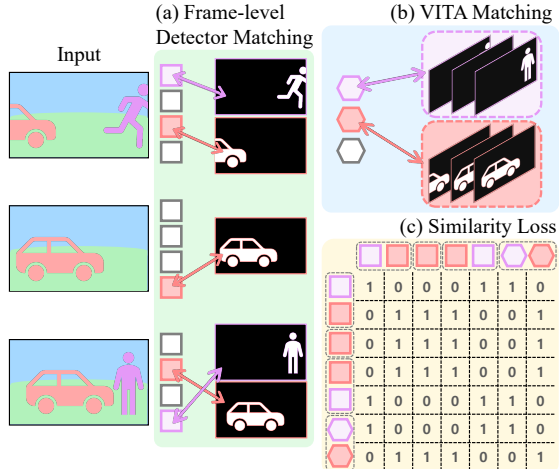 (a) Frame-level
Detector Matching
Input
(b) VITA Matching
(c) Similarity Loss
1 0 0 0 1 1 0
0 1 1 1 0 0 1
0 1 1 1 0 0 1
0 1 1 1 0 0 1
1 0 0 0 1 1 0
1 0 0 0 1 1 0
0 1 1 1 0 0 1